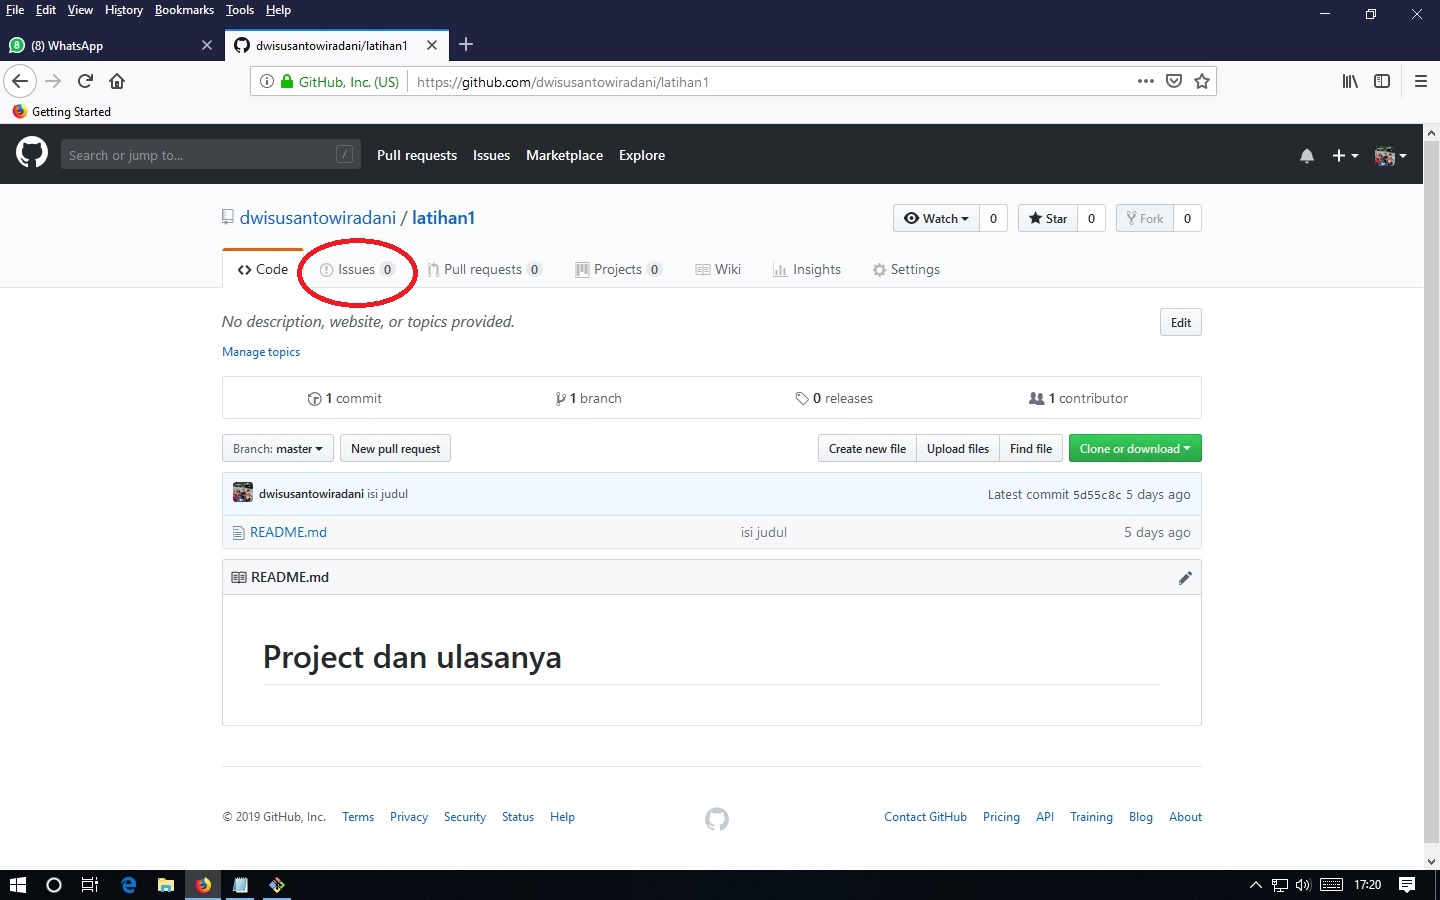 File Edit View History Bookmarks Tools Help
(8) WhatsApp
dwisusantowiradani/latihan1
GitHub, Inc. (US) https://github.com/dwisusantowiradani/latihan1
Getting Started
Search or jump to... / Pull requests Issues Marketplace Explore
dwisusantowiradani / latihan1 Watch 0 Star 0 Fork 0
Code Issues 0 Pull requests 0 Projects 0 Wiki Insights Settings
No description, website, or topics provided. Edit
Manage topics
1 commit 1 branch 0 releases 1 contributor
Branch: master New pull request Create new file Upload files Find file Clone or download
dwisusantowiradani isi judul Latest commit 5d55c8c 5 days ago
README.md isi judul 5 days ago
README.md
Project dan ulasanya
© 2019 GitHub, Inc. Terms Privacy Security Status Help Contact GitHub Pricing API Training Blog About
17:20